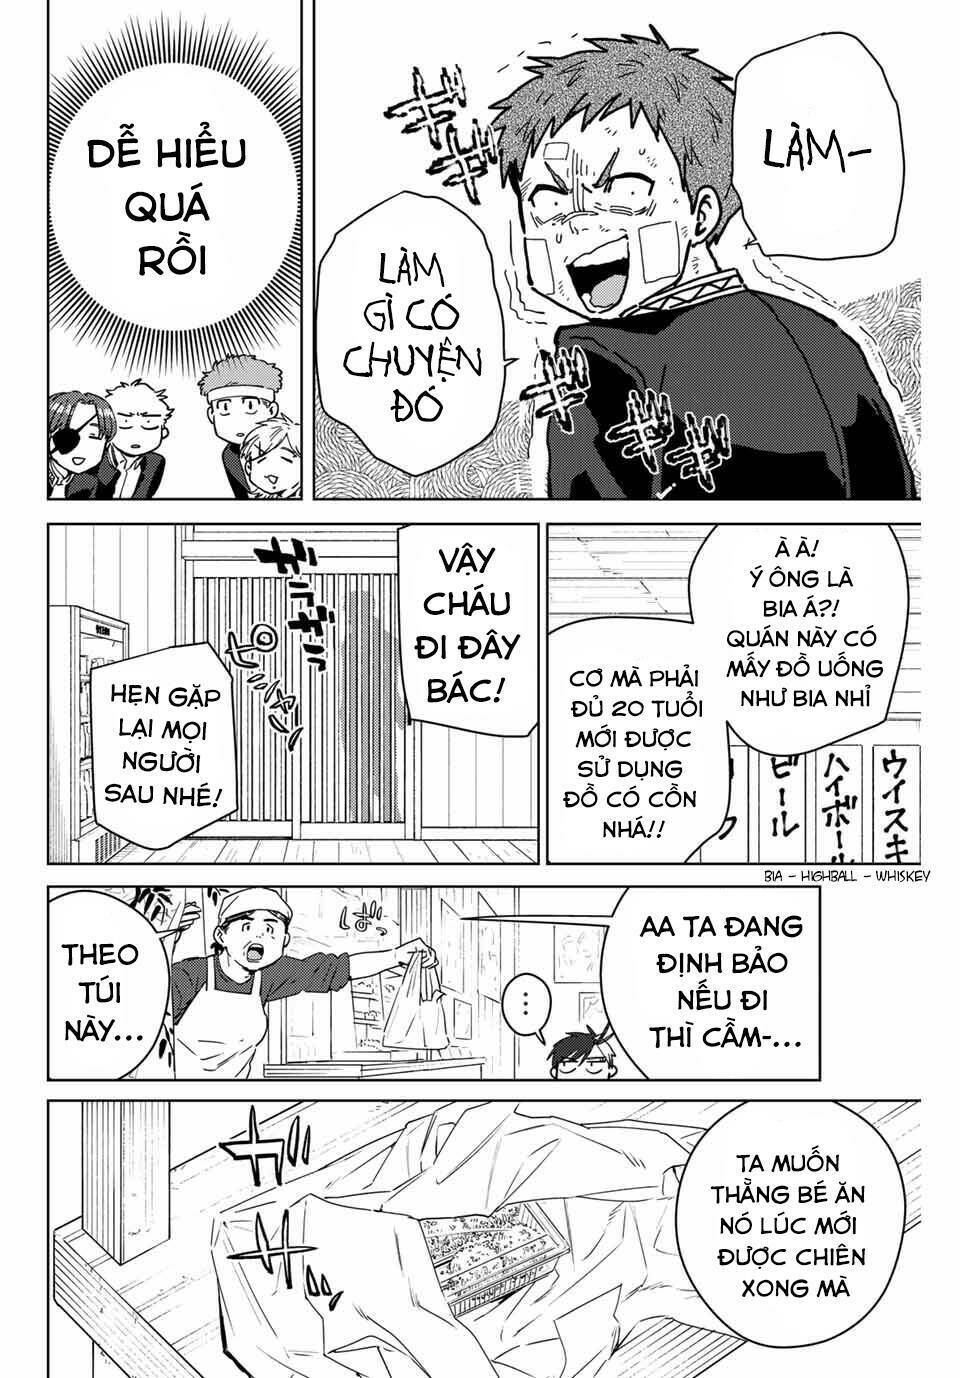 LÀM-
LÀM
GÌ CÓ
CHUYỆN
ĐÓ
DỄ HIỂU
QUÁ
RỒI
À À!
Ý ÔNG LÀ
BIA Á?!
QUÁN NÀY CÓ
MẤY ĐỒ UỐNG
NHƯ BIA NHỈ
CƠ MÀ PHẢI
ĐỦ 20 TUỔI
MỚI ĐƯỢC
SỬ DỤNG
ĐỒ CÓ CỒN
NHÁ!!
ウイスキ
ハイボール
ビール
BIA - HIGHBALL - WHISKEY
VẬY
CHÁU
ĐI ĐÂY
BÁC!
HẸN GẶP
LẠI MỌI
NGƯỜI
SAU NHÉ!
AA TA ĐANG
ĐỊNH BẢO
NẾU ĐI
THÌ CẦM-...
...
THEO
TÚI
NÀY...
TA MUỐN
THẰNG BÉ ĂN
NÓ LÚC MỚI
ĐƯỢC CHIÊN
XONG MÀ
ガサ